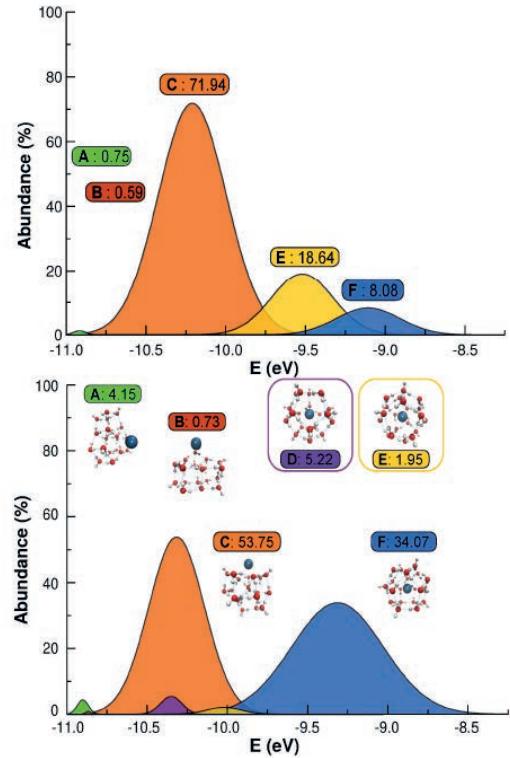 100
80
60
40
20
0
Abundance (%)
C : 71.94
A : 0.75
B : 0.59
E : 18.64
F : 8.08
-11.0 -10.5 -10.0 -9.5 -9.0 -8.5
E (eV)
100
80
60
40
20
0
Abundance (%)
A: 4.15
B: 0.73
D: 5.22
E: 1.95
C: 53.75
F: 34.07
-11.0 -10.5 -10.0 -9.5 -9.0 -8.5
E (eV)